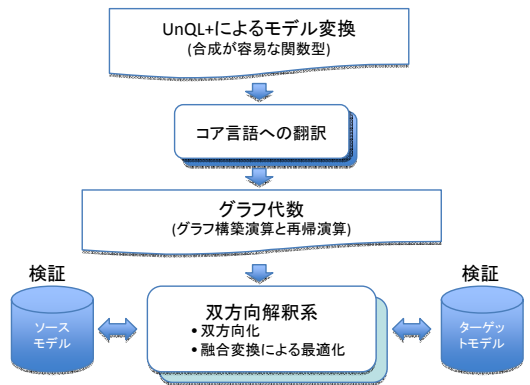 UnQL+によるモデル変換
(合成が容易な関数型)
コア言語への翻訳
グラフ代数
(グラフ構築演算と再帰演算)
検証
検証
双方向解釈系
• 双方向化
• 融合変換による最適化
ソース
モデル
ターゲッ
トモデル